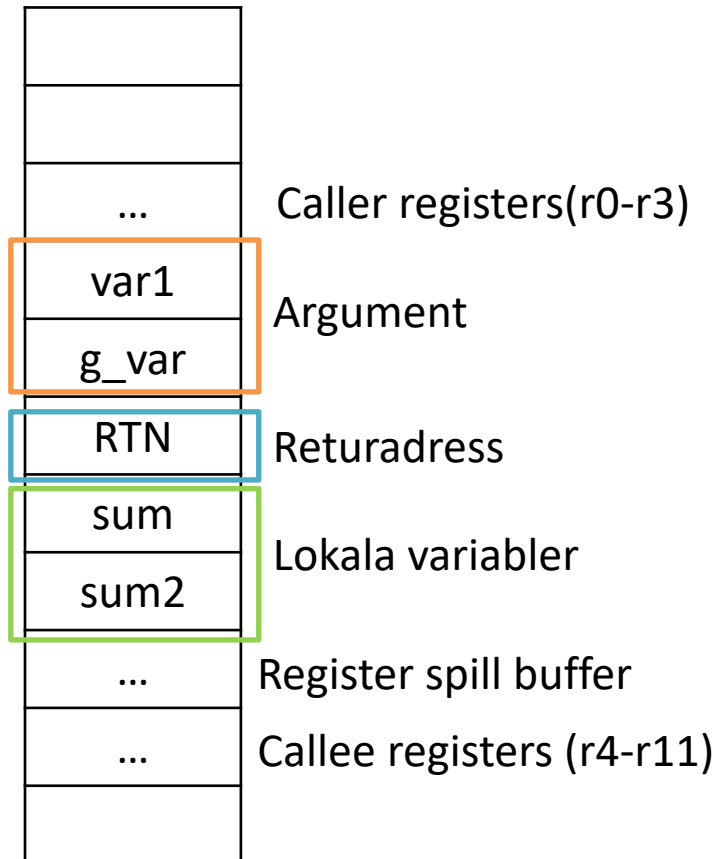 ... Caller registers(r0-r3)
var1
Argument
g_var
RTN Returadress
sum
Lokala variabler
sum2
... Register spill buffer
... Callee registers (r4-r11)